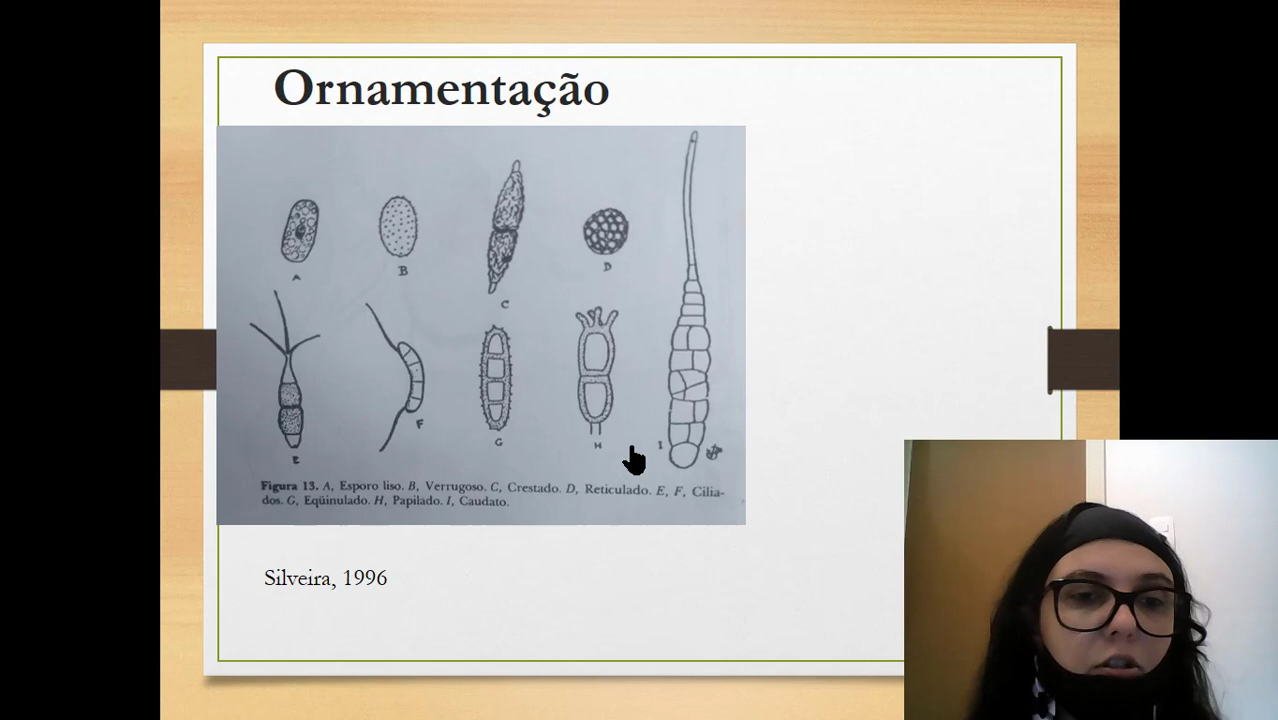 Ornamentação
A
B
C
D
E
F
G
H
I
Figura 13. A, Esporo liso. B, Verrugoso. C, Crestado. D, Reticulado. E, F, Cilia-
dos. G, Eqüinulado. H, Papilado. I, Caudato.
Silveira, 1996